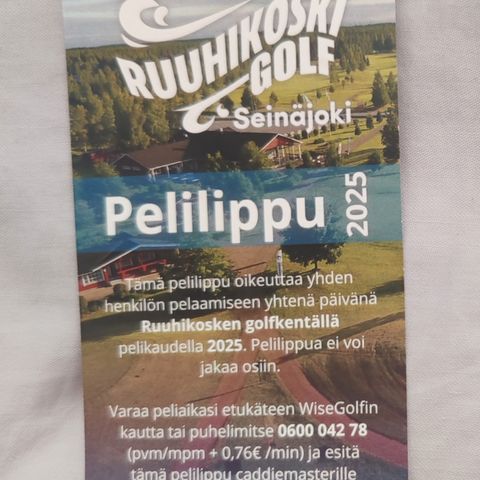 RUUHIKOSKI
GOLF
Seinäjoki
Pelilippu 2025
Tämä pelilippu oikeuttaa yhden
henkilön pelaamiseen yhtenä päivänä
Ruuhikosken golfkentällä
pelikaudella 2025. Pelilippua ei voi
jakaa osiin.
Varaa peliaikasi etukäteen WiseGolfin
kautta tai puhelimitse 0600 042 78
(pvm/mpm + 0,76€ /min) ja esitä
tämä pelilippu caddiemasterille